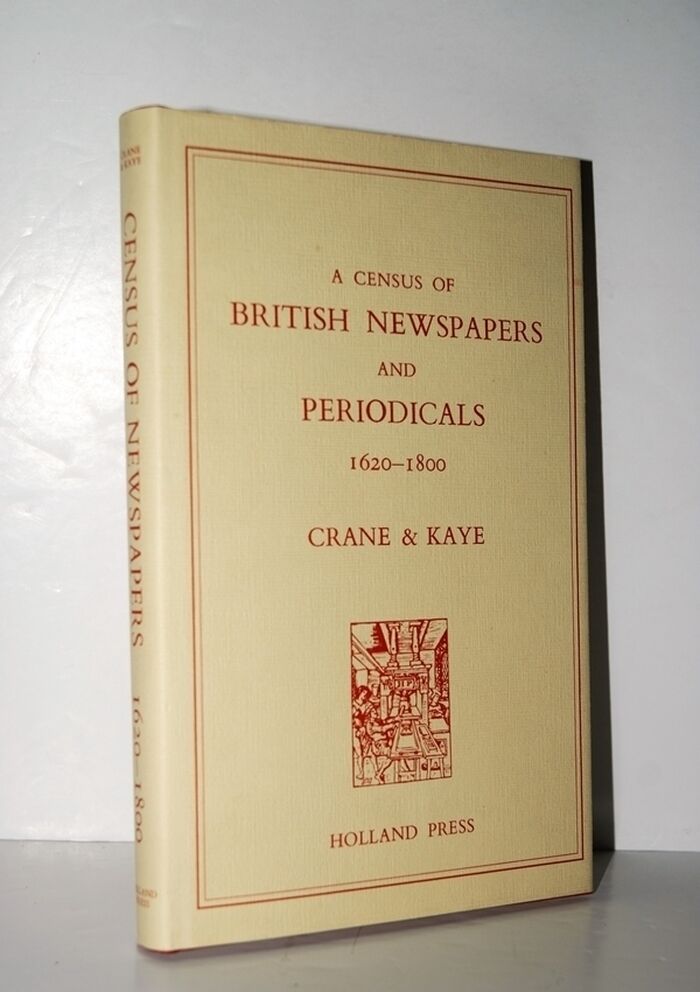 A CENSUS OF
BRITISH NEWSPAPERS
AND
PERIODICALS
1620–1800
CRANE & KAYE
HOLLAND PRESS
CRANE
& KAYE
CENSUS OF NEWSPAPERS 1620–1800
HOLLAND
PRESS